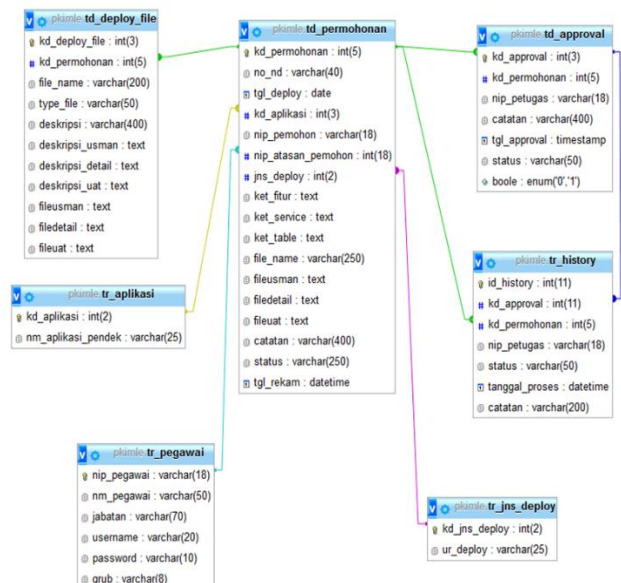 pkimle.td_deploy_file
kd_deploy_file : int(3)
kd_permohonan : int(5)
file_name : varchar(200)
type_file : varchar(50)
deskripsi : varchar(400)
deskripsi_usman : text
deskripsi_detail : text
deskripsi_uat : text
fileusman : text
filedetail : text
fileuat : text
pkimle.td_permohonan
kd_permohonan : int(5)
no_nd : varchar(40)
tgl_deploy : date
kd_aplikasi : int(3)
nip_pemohon : varchar(18)
nip_atasan_pemohon : int(18)
jns_deploy : int(2)
ket_fitur : text
ket_service : text
ket_table : text
file_name : varchar(250)
fileusman : text
filedetail : text
fileuat : text
catatan : varchar(400)
status : varchar(250)
tgl_rekam : datetime
pkimle.td_approval
kd_approval : int(3)
kd_permohonan : int(5)
nip_petugas : varchar(18)
catatan : varchar(400)
tgl_approval : timestamp
status : varchar(50)
boole : enum('0','1')
pkimle.tr_history
id_history : int(11)
kd_approval : int(11)
kd_permohonan : int(5)
nip_petugas : varchar(18)
status : varchar(50)
tanggal_proses : datetime
catatan : varchar(200)
pkimle.tr_aplikasi
kd_aplikasi : int(2)
nm_aplikasi_pendek : varchar(25)
pkimle.tr_pegawai
nip_pegawai : varchar(18)
nm_pegawai : varchar(50)
jabatan : varchar(70)
username : varchar(20)
password : varchar(10)
grub : varchar(8)
pkimle.tr_jns_deploy
kd_jns_deploy : int(2)
ur_deploy : varchar(25)